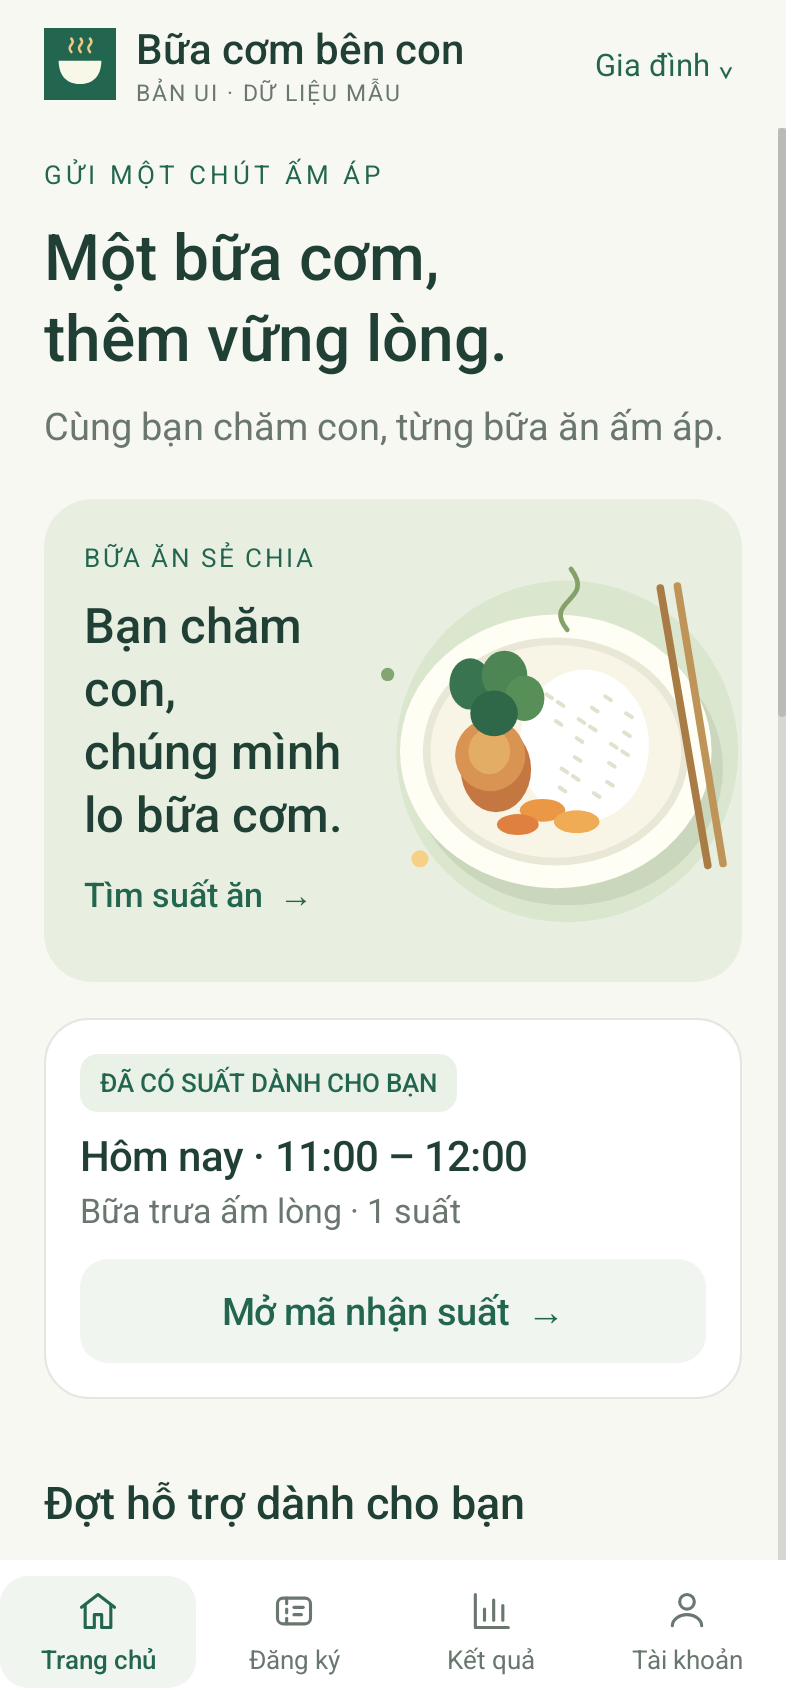 Bữa cơm bên con
BẢN UI · DỮ LIỆU MẪU
Gia đình
GỬI MỘT CHÚT ẤM ÁP
Một bữa cơm,
thêm vững lòng.
Cùng bạn chăm con, từng bữa ăn ấm áp.
BỮA ĂN SẺ CHIA
Bạn chăm
con,
chúng mình
lo bữa cơm.
Tìm suất ăn →
ĐÃ CÓ SUẤT DÀNH CHO BẠN
Hôm nay · 11:00 – 12:00
Bữa trưa ấm lòng · 1 suất
Mở mã nhận suất →
Đợt hỗ trợ dành cho bạn
Trang chủ
Đăng ký
Kết quả
Tài khoản